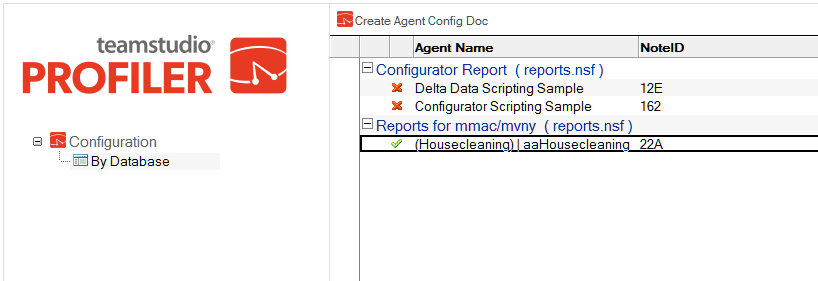 teamstudio®
PROFILER
Configuration
By Database
Create Agent Config Doc
Agent Name NoteID
Configurator Report ( reports.nsf )
Delta Data Scripting Sample 12E
Configurator Scripting Sample 162
Reports for mmac/mvny ( reports.nsf )
(Housecleaning) | aaHousecleaning 22A